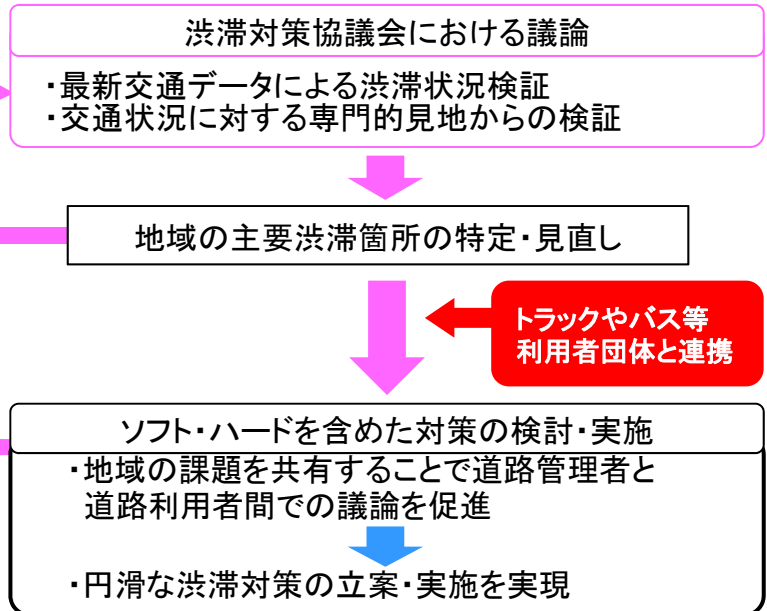 渋滞対策協議会における議論
・最新交通データによる渋滞状況検証
・交通状況に対する専門的見地からの検証
地域の主要渋滞箇所の特定・見直し
トラックやバス等
利用者団体と連携
ソフト・ハードを含めた対策の検討・実施
・地域の課題を共有することで道路管理者と
道路利用者間での議論を促進
・円滑な渋滞対策の立案・実施を実現